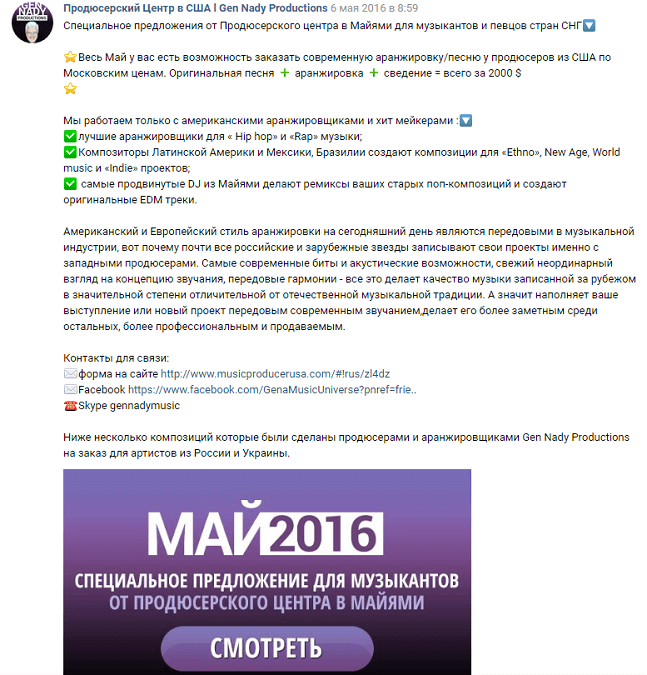 GEN
NADY
PRODUCTIONS
Продюсерский Центр в США l Gen Nady Productions 6 мая 2016 в 8:59
Специальное предложения от Продюсерского центра в Майями для музыкантов и певцов стран СНГ
Весь Май у вас есть возможность заказать современную аранжировку/песню у продюсеров из США по
Московским ценам. Оригинальная песня + аранжировка + сведение = всего за 2000 $
Мы работаем только с американскими аранжировщиками и хит мейкерами :
лучшие аранжировщики для « Hip hop» и «Rap» музыки;
Композиторы Латинской Америки и Мексики, Бразилии создают композиции для «Ethno», New Age, World
music и «Indie» проектов;
самые продвинутые DJ из Майями делают ремиксы ваших старых поп-композиций и создают
оригинальные EDM треки.
Американский и Европейский стиль аранжировки на сегодняшний день являются передовыми в музыкальной
индустрии, вот почему почти все российские и зарубежные звезды записывают свои проекты именно с
западными продюсерами. Самые современные биты и акустические возможности, свежий неординарный
взгляд на концепцию звучания, передовые гармонии - все это делает качество музыки записанной за рубежом
в значительной степени отличительной от отечественной музыкальной традиции. А значит наполняет ваше
выступление или новый проект передовым современным звучанием,делает его более заметным среди
остальных, более профессиональным и продаваемым.
Контакты для связи:
форма на сайте http://www.musicproducerusa.com/#!rus/zl4dz
Facebook https://www.facebook.com/GenaMusicUniverse?pnref=frie..
Skype gennadymusic
Ниже несколько композиций которые были сделаны продюсерами и аранжировщиками Gen Nady Productions
на заказ для артистов из России и Украины.
МАЙ 2016
СПЕЦИАЛЬНОЕ ПРЕДЛОЖЕНИЕ ДЛЯ МУЗЫКАНТОВ
ОТ ПРОДЮСЕРСКОГО ЦЕНТРА В МАЙЯМИ
СМОТРЕТЬ